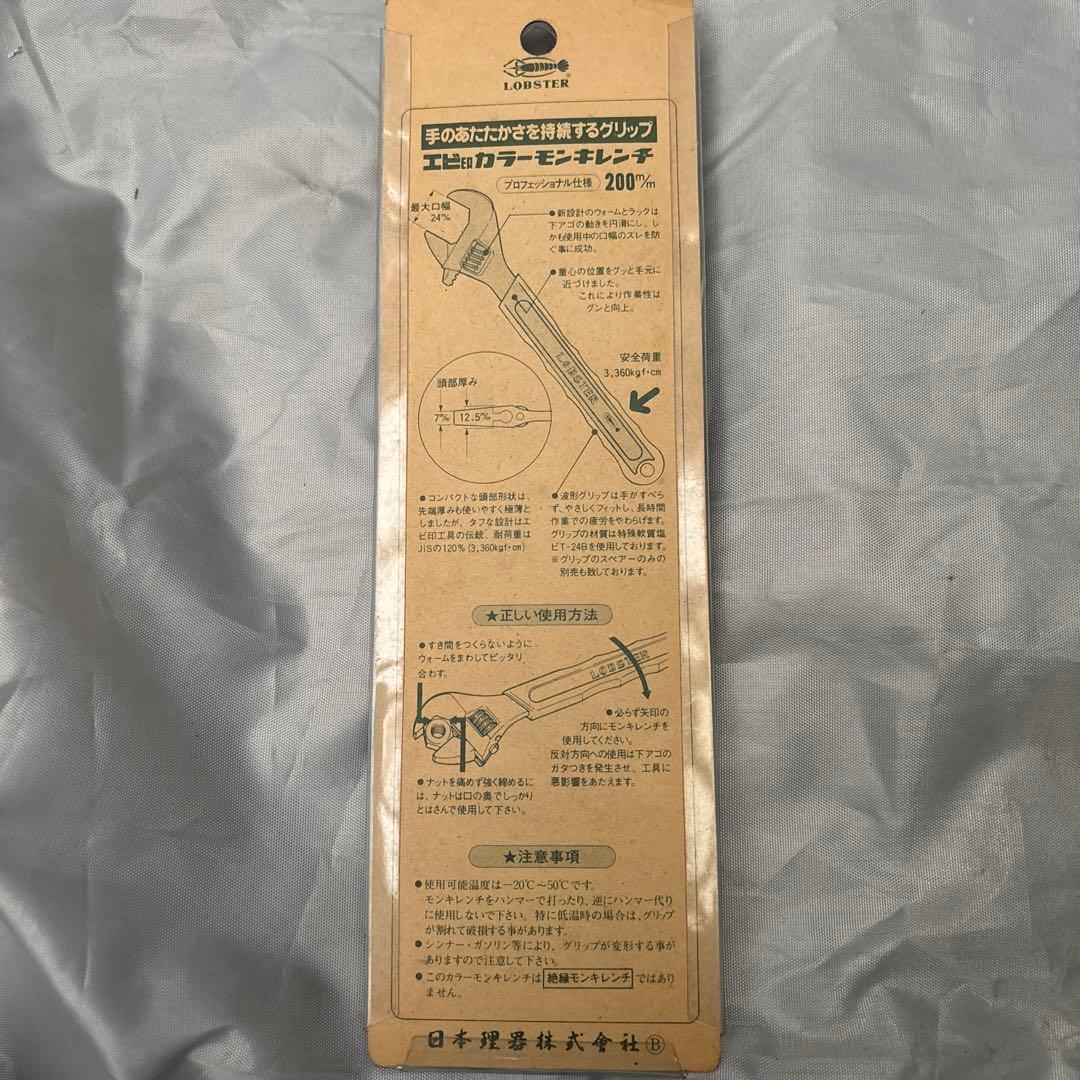 LOBSTER
手のあたたかさを持続するグリップ
エビ印カラーモンキレンチ
プロフェッショナル仕様 200m/m
最大口幅
24m/m
●新設計のウォームとラックは
下アゴの動きを円滑にし、し
かも使用中の口幅のズレを防
ぐ事に成功。
●重心の位置をグッと手元に
近づけました。
これにより作業性は
グンと向上。
LOBSTER
安全荷重
3,360kgf・cm
頭部厚み
7m/m 12.5m/m
●コンパクトな頭部形状は、
先端厚みも使いやすく極薄と
しましたが、タフな設計はエ
ビ印工具の伝統、耐荷重は
JISの120%(3,360kgf・cm)
●波形グリップは手がすべら
ず、やさしくフィットし、長時間
作業での疲労をやわらげます。
グリップの材質は特殊軟質塩
ビT-24Bを使用しております。
※グリップのスペアーのみの
別売も致しております。
★正しい使用方法
●すき間をつくらないように
ウォームをまわしてピッタリ
合わす。
LOBSTER
●必らず矢印の
方向にモンキレンチを
使用してください。
反対方向への使用は下アゴの
ガタつきを発生させ、工具に
悪影響をあたえます。
●ナットを痛めず強く締めるに
は、ナットは口の奥でしっかり
とはさんで使用して下さい。
★注意事項
●使用可能温度は−20℃〜50℃です。
モンキレンチをハンマーで打ったり、逆にハンマー代り
に使用しないで下さい。特に低温時の場合は、グリップ
が割れて破損する事があります。
●シンナー・ガソリン等により、グリップが変形する事が
ありますので注意して下さい。
●このカラーモンキレンチは 絶縁モンキレンチ ではあり
ません。
日本理器株式會社 Ⓑ